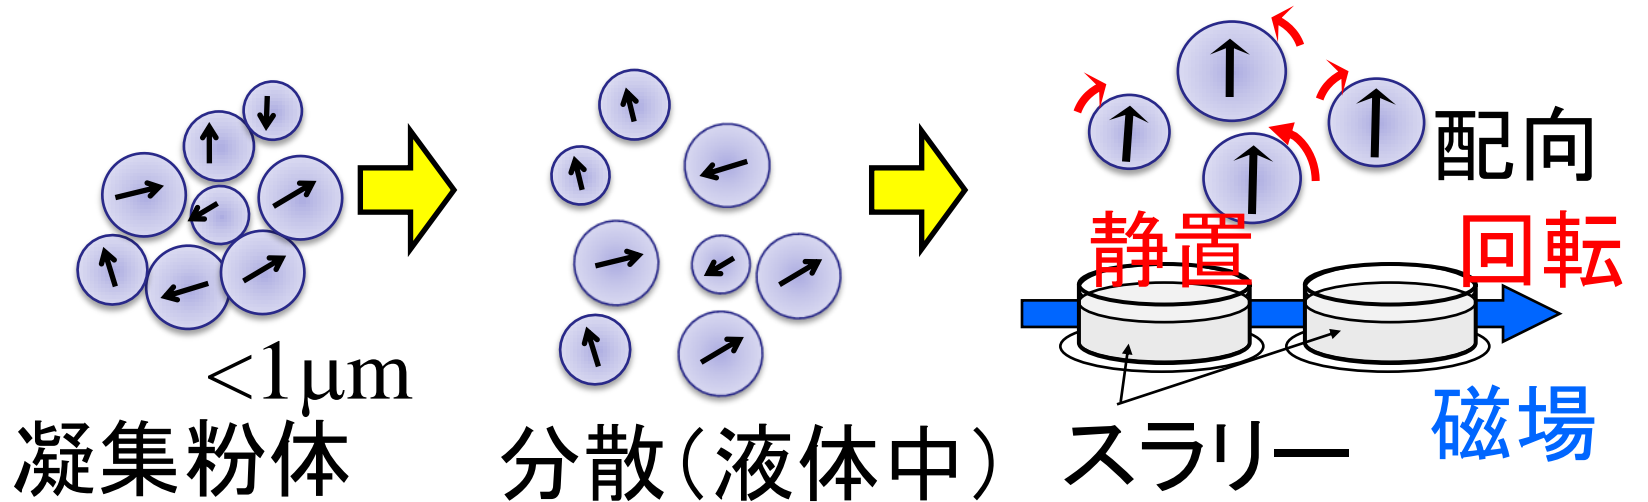 <1μm
凝集粉体
分散(液体中)
配向
静置
回転
スラリー
磁場